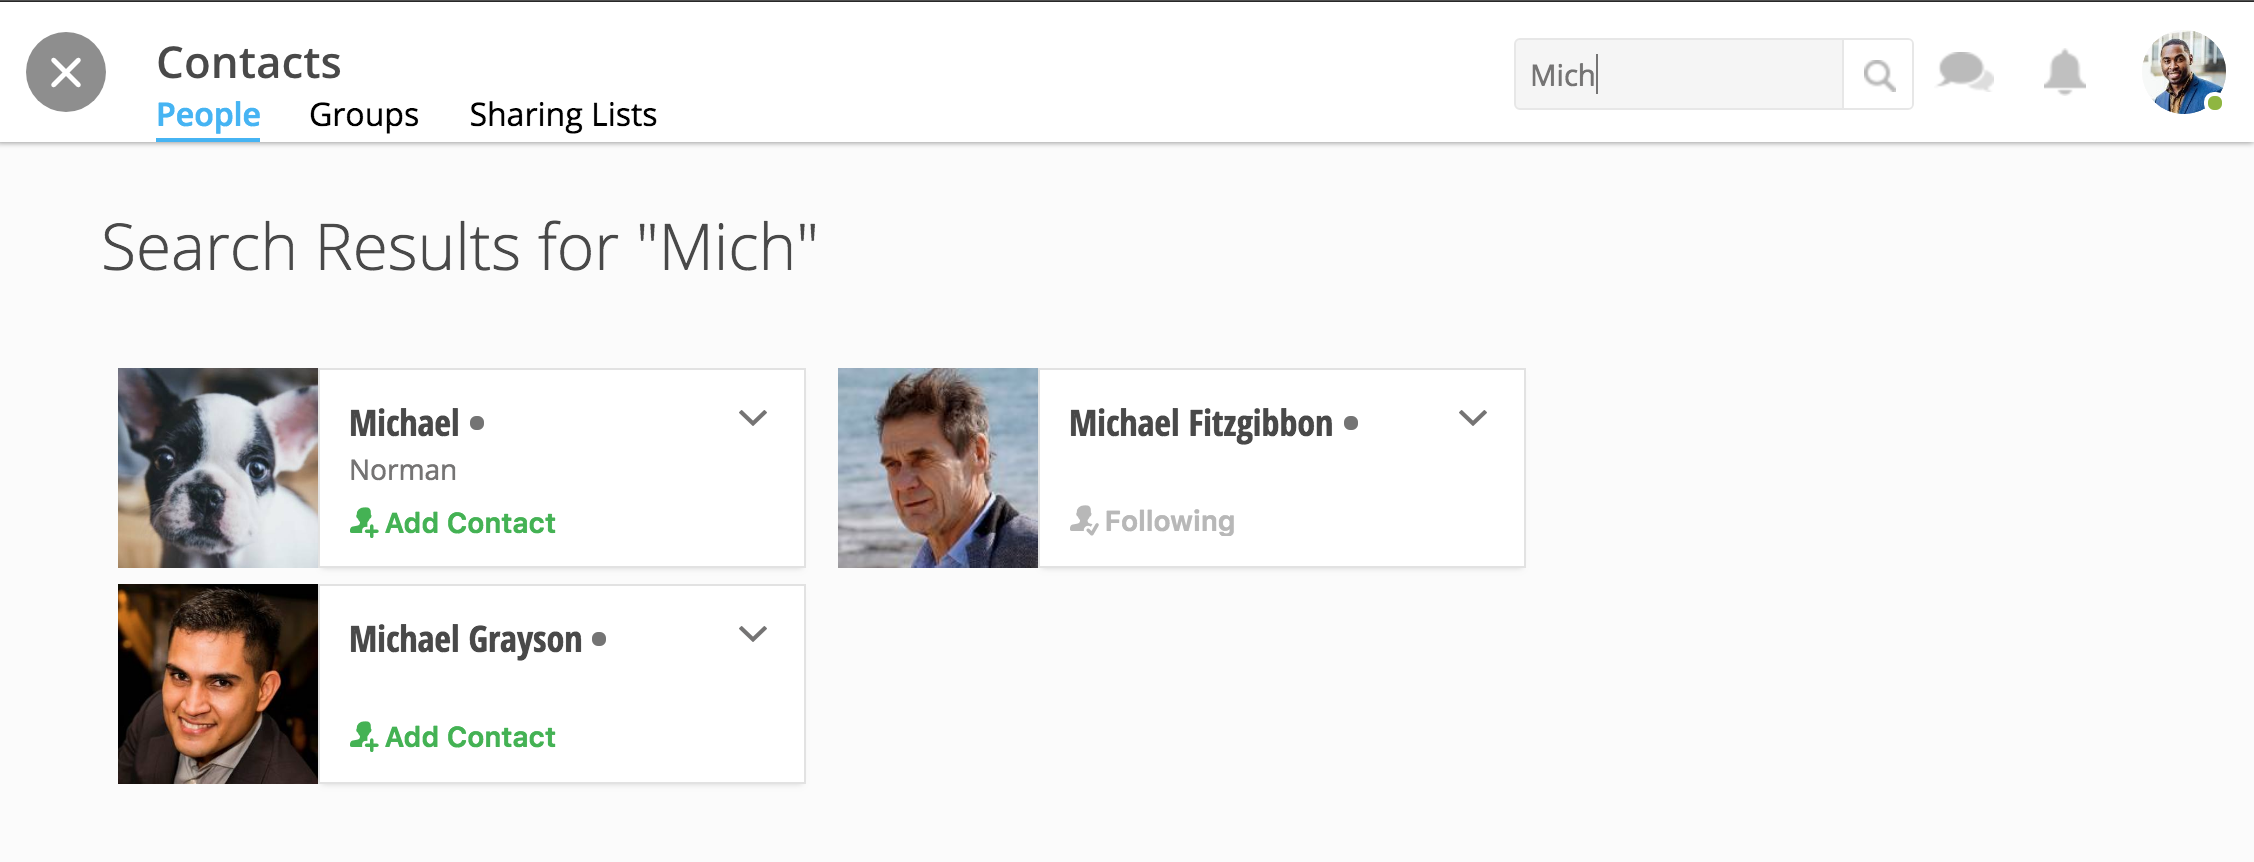 Contacts
People Groups Sharing Lists
Mich
Search Results for "Mich"
Michael
Norman
Add Contact
Michael Fitzgibbon
Following
Michael Grayson
Add Contact